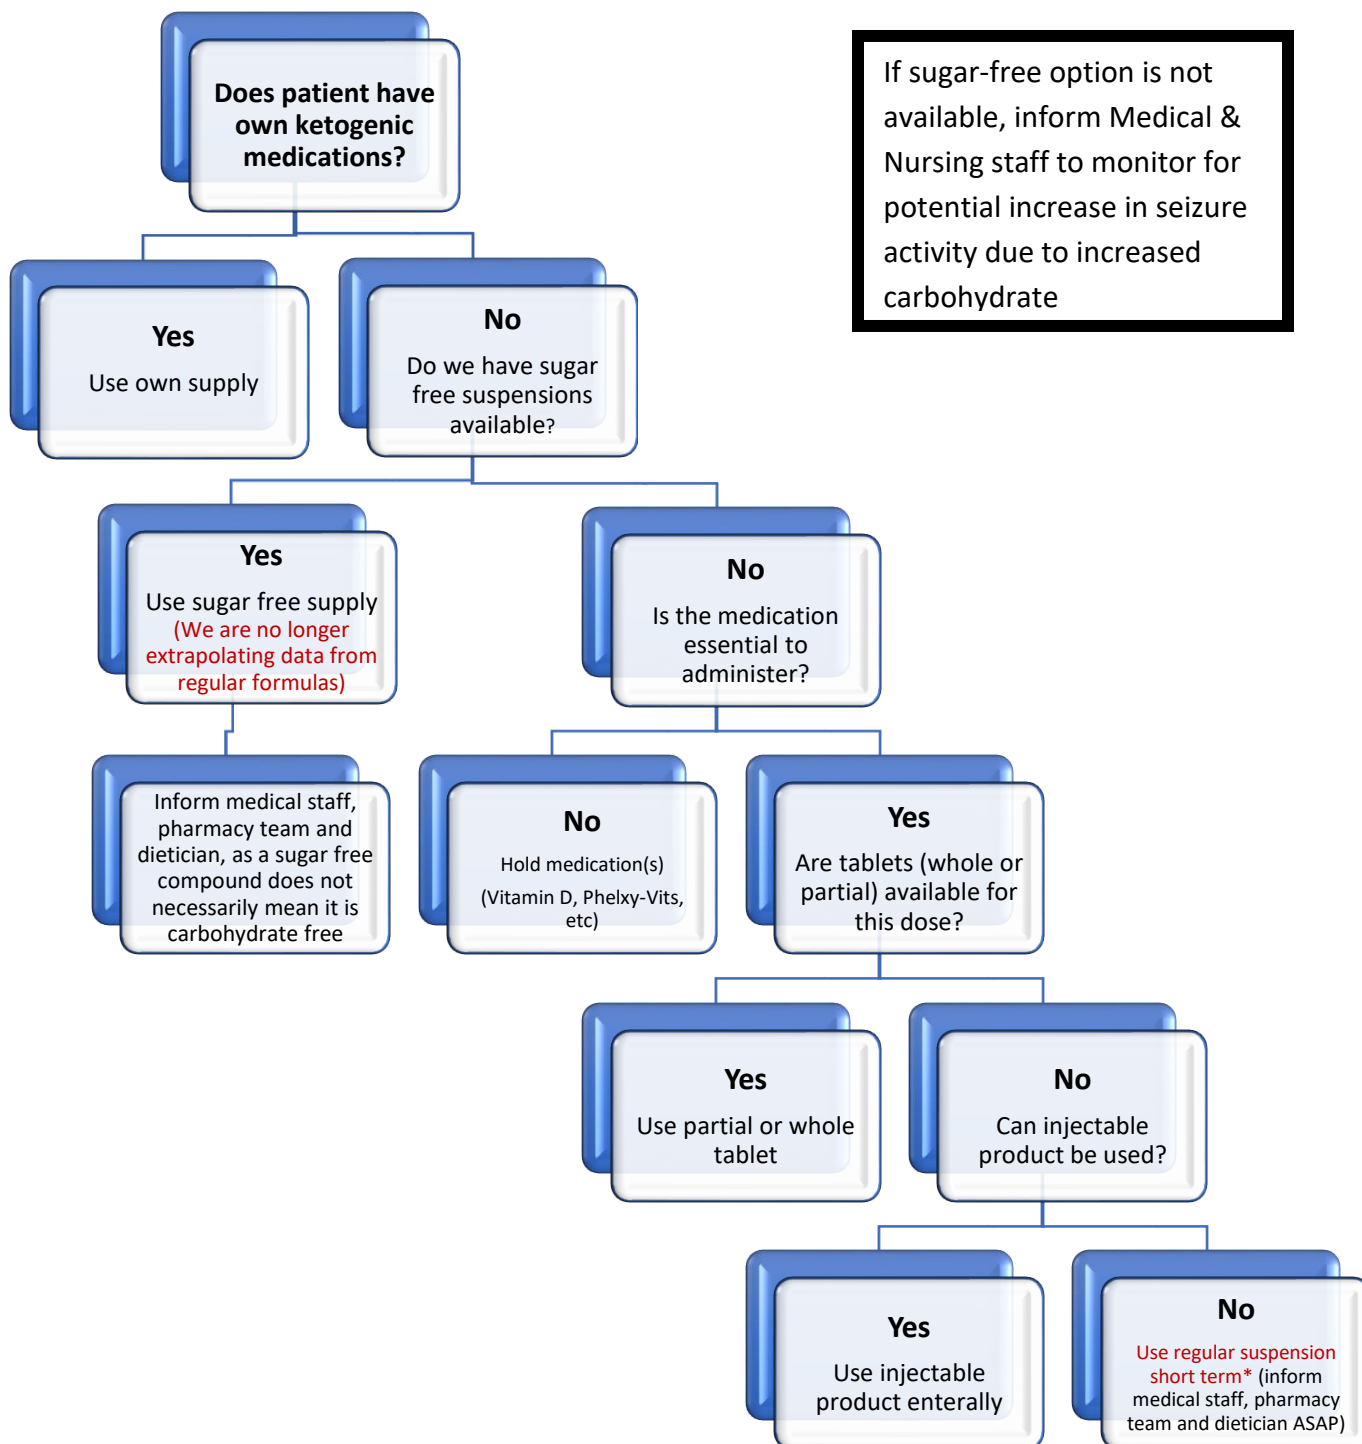 Does patient have
own ketogenic
medications?
If sugar-free option is not
available, inform Medical &
Nursing staff to monitor for
potential increase in seizure
activity due to increased
carbohydrate
Yes
Use own supply
No
Do we have sugar
free suspensions
available?
Yes
Use sugar free supply
(We are no longer
extrapolating data from
regular formulas)
No
Is the medication
essential to
administer?
Inform medical staff,
pharmacy team and
dietician, as a sugar free
compound does not
necessarily mean it is
carbohydrate free
No
Hold medication(s)
(Vitamin D, Phelxy-Vits,
etc)
Yes
Are tablets (whole or
partial) available for
this dose?
Yes
Use partial or whole
tablet
No
Can injectable
product be used?
Yes
Use injectable
product enterally
No
Use regular suspension
short term* (inform
medical staff, pharmacy
team and dietician ASAP)